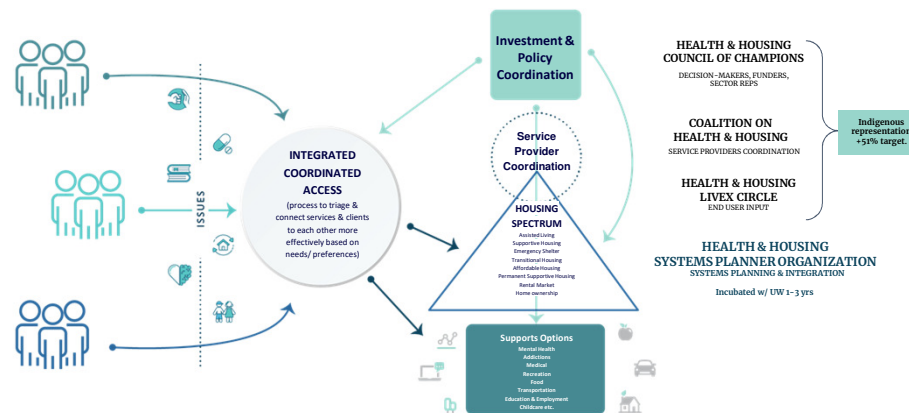 ISSUES
INTEGRATED
COORDINATED
ACCESS
(process to triage &
connect services & clients
to each other more
effectively based on
needs/ preferences)
Investment &
Policy
Coordination
Service
Provider
Coordination
HOUSING
SPECTRUM
Assisted Living
Supportive Housing
Emergency Shelter
Transitional Housing
Affordable Housing
Permanent Supportive Housing
Rental Market
Home ownership
Supports Options
Mental Health
Addictions
Medical
Recreation
Food
Transportation
Education & Employment
Childcare etc.
HEALTH & HOUSING
COUNCIL OF CHAMPIONS
DECISION-MAKERS, FUNDERS,
SECTOR REPS
COALITION ON
HEALTH & HOUSING
SERVICE PROVIDERS COORDINATION
HEALTH & HOUSING
LIVEX CIRCLE
END USER INPUT
Indigenous
representation
+51% target.
HEALTH & HOUSING
SYSTEMS PLANNER ORGANIZATION
SYSTEMS PLANNING & INTEGRATION
Incubated w/ UW 1-3 yrs